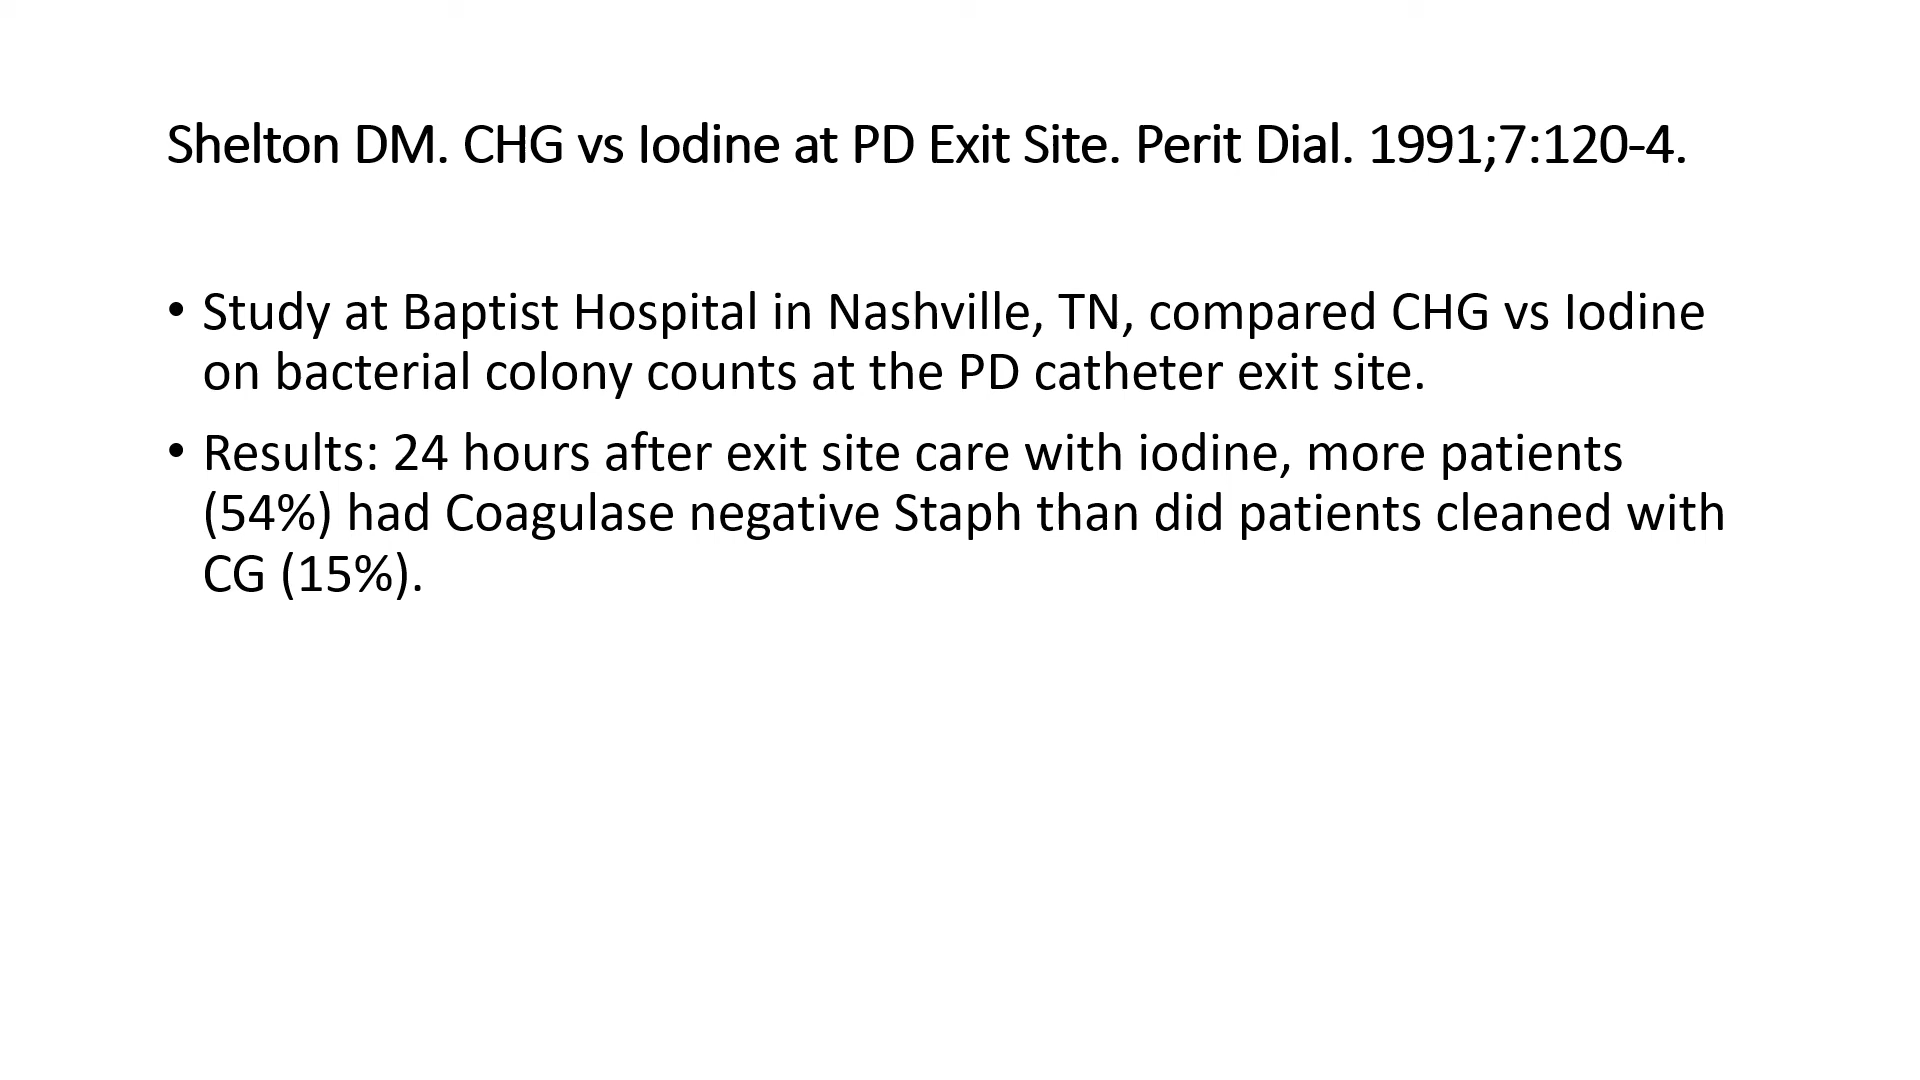 Shelton DM. CHG vs Iodine at PD Exit Site. Perit Dial. 1991;7:120-4.
• Study at Baptist Hospital in Nashville, TN, compared CHG vs Iodine
on bacterial colony counts at the PD catheter exit site.
• Results: 24 hours after exit site care with iodine, more patients
(54%) had Coagulase negative Staph than did patients cleaned with
CG (15%).